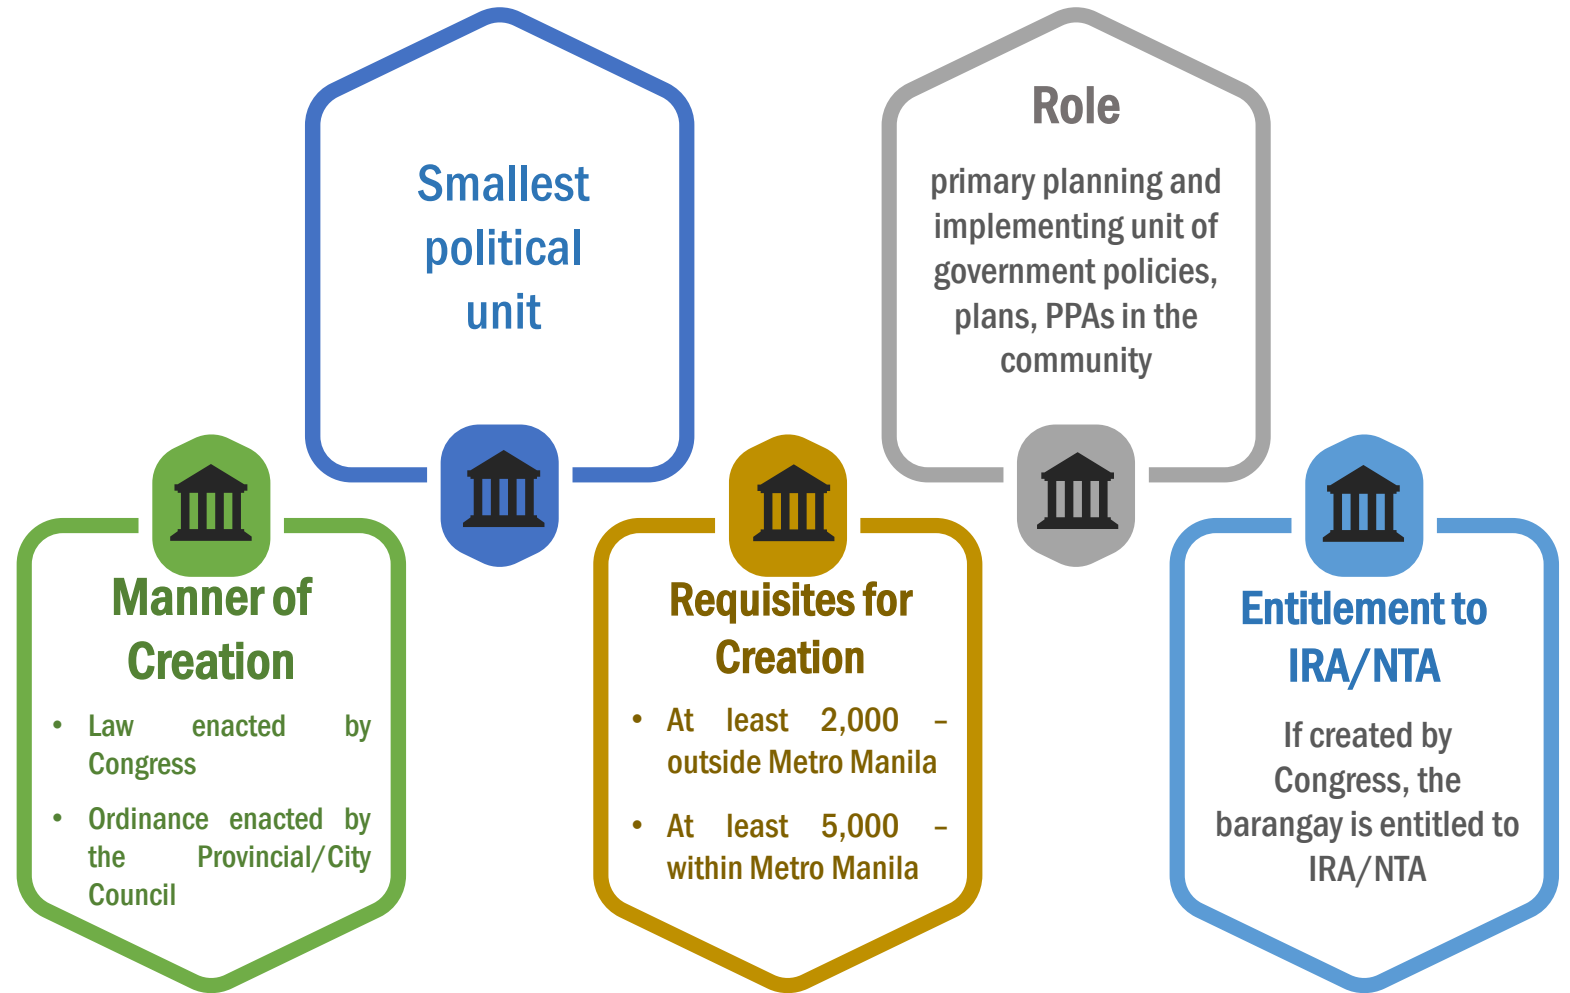 Smallest
political
unit
Role
primary planning and
implementing unit of
government policies,
plans, PPAs in the
community
Manner of
Creation
• Law enacted by
Congress
• Ordinance enacted by
the Provincial/City
Council
Requisites for
Creation
• At least 2,000 –
outside Metro Manila
• At least 5,000 –
within Metro Manila
Entitlement to
IRA/NTA
If created by
Congress, the
barangay is entitled to
IRA/NTA